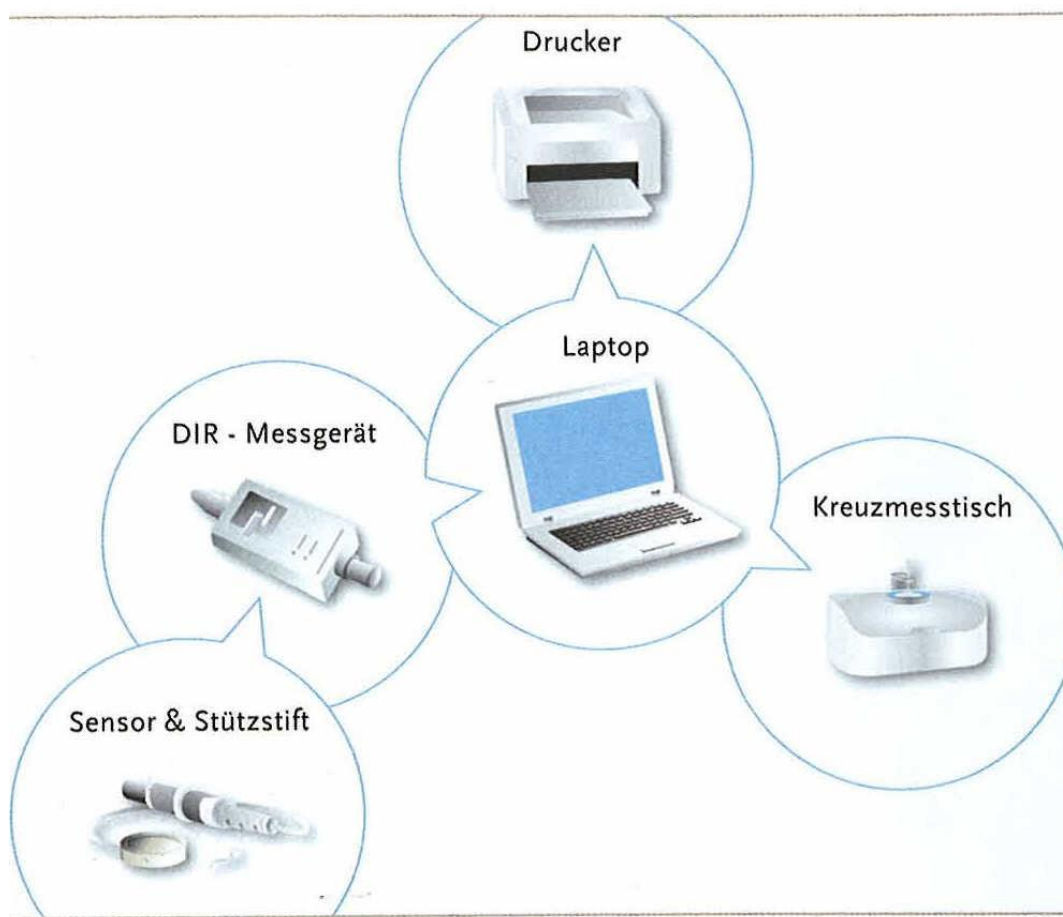 Drucker
Laptop
DIR - Messgerät
Kreuzmesstisch
Sensor & Stützstift